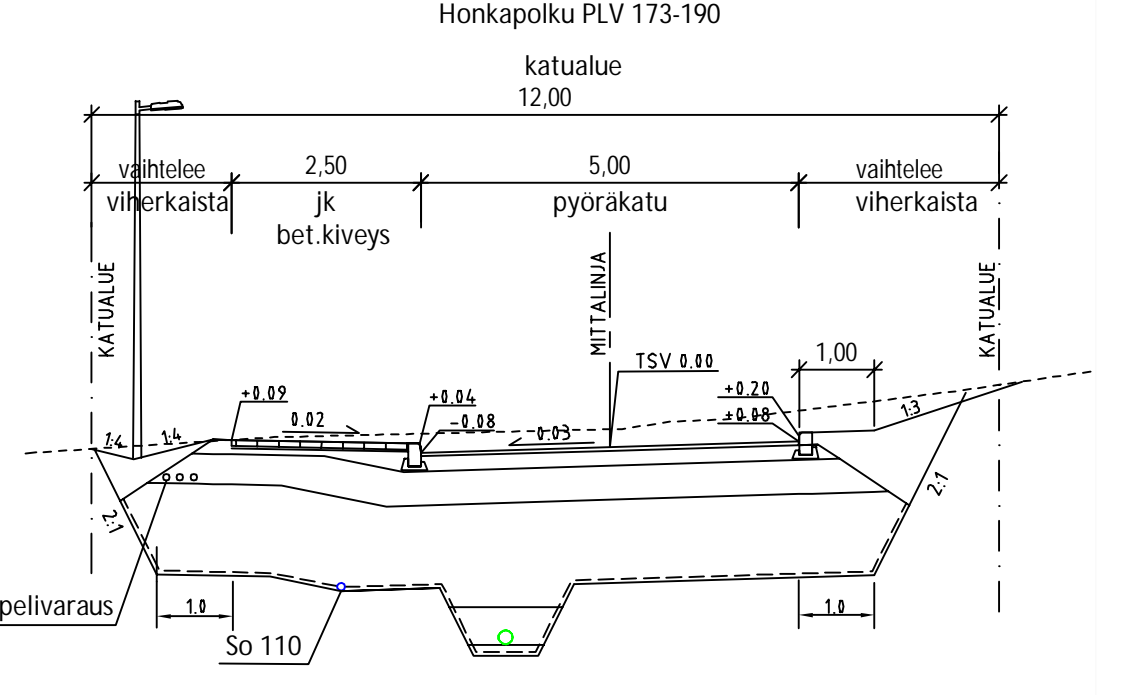 Honkapolku PLV 173-190
katualue
12,00
vaihtelee 2,50 5,00 vaihtelee
viherkaista jk pyöräkatu viherkaista
bet.kiveys
KATUALUE
MITTALINJA
KATUALUE
1,00
TSV 0.00
+0.09
+0.04
+0.20
0.02
-0.08
0.03
+0.08
1:4
1:4
1:3
2:1
2:1
pelivaraus
1.0
So 110
1.0